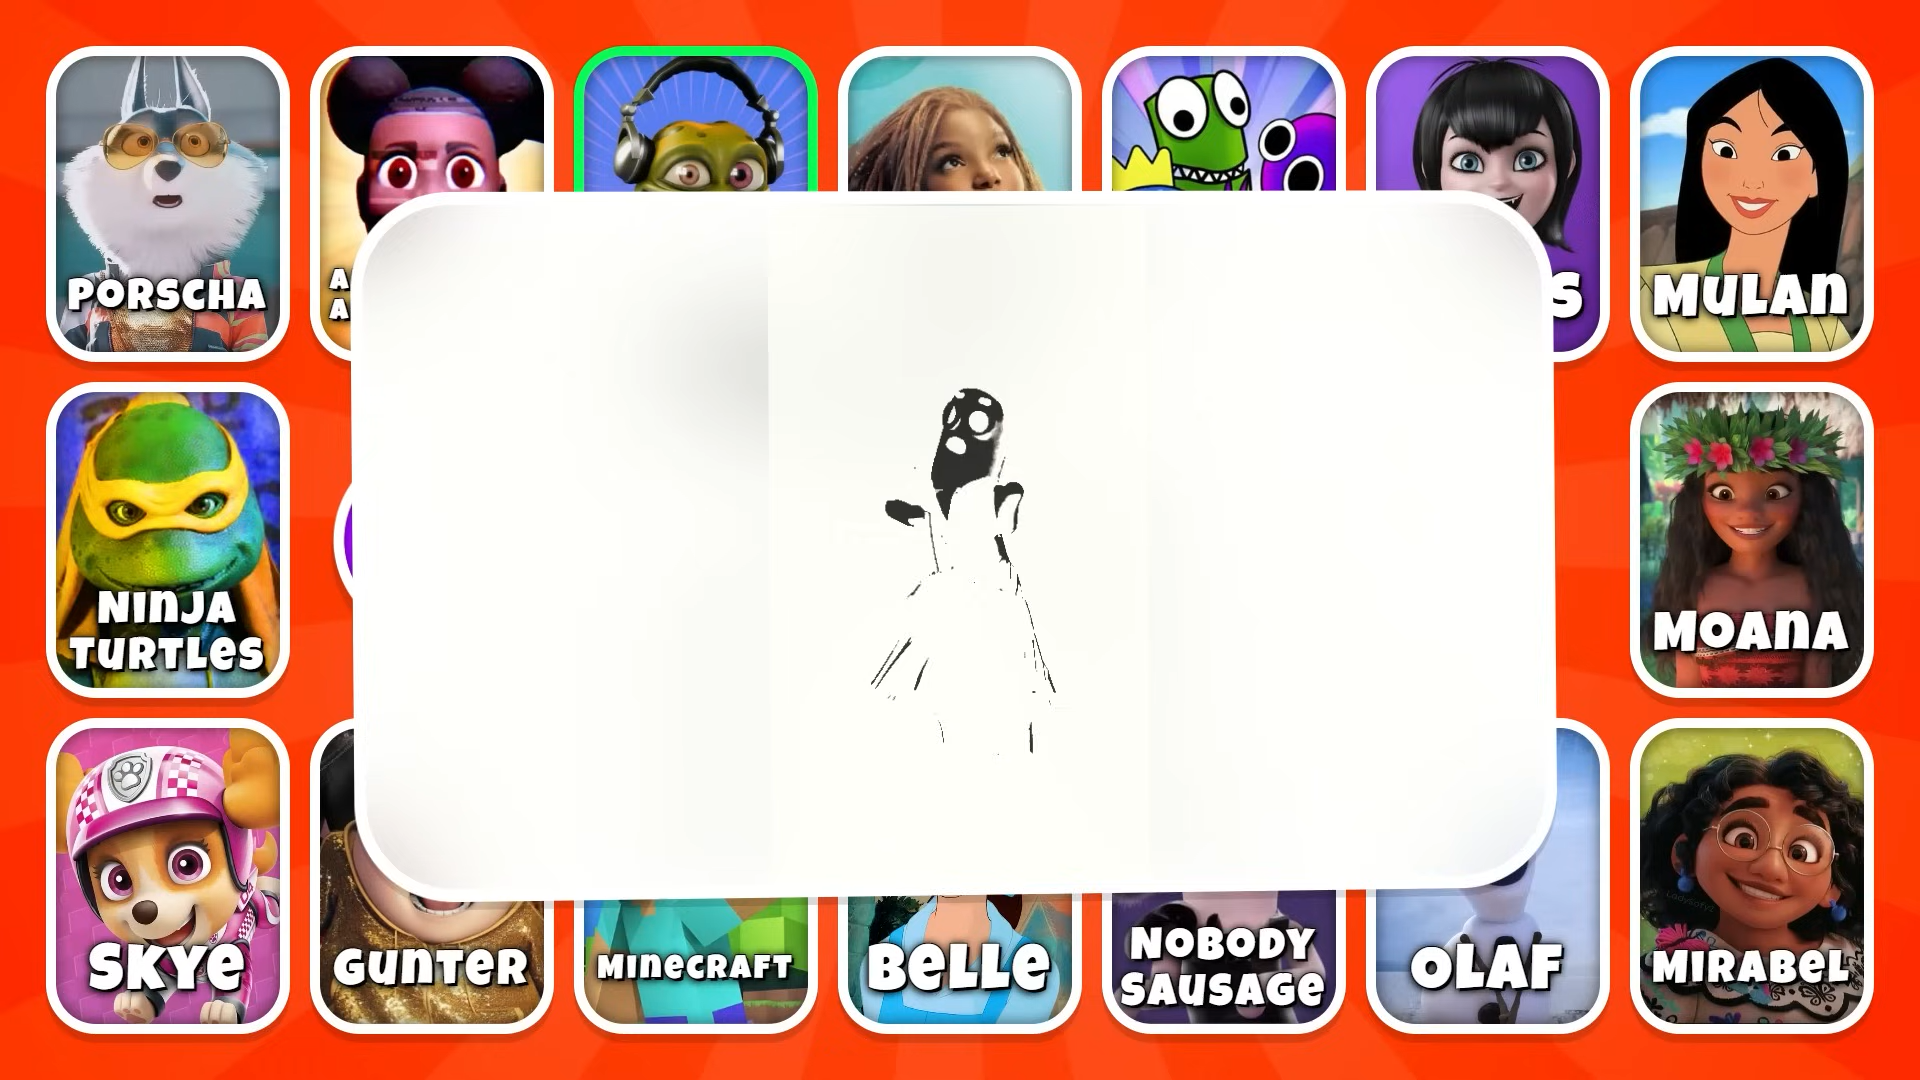 PORSCHA
A
A
S
MULAN
NINJA
TURTLES
MOANA
SKYE
GUNTER
MINECRAFT
BELLE
NOBODY
SAUSAGE
OLAF
MIRABEL